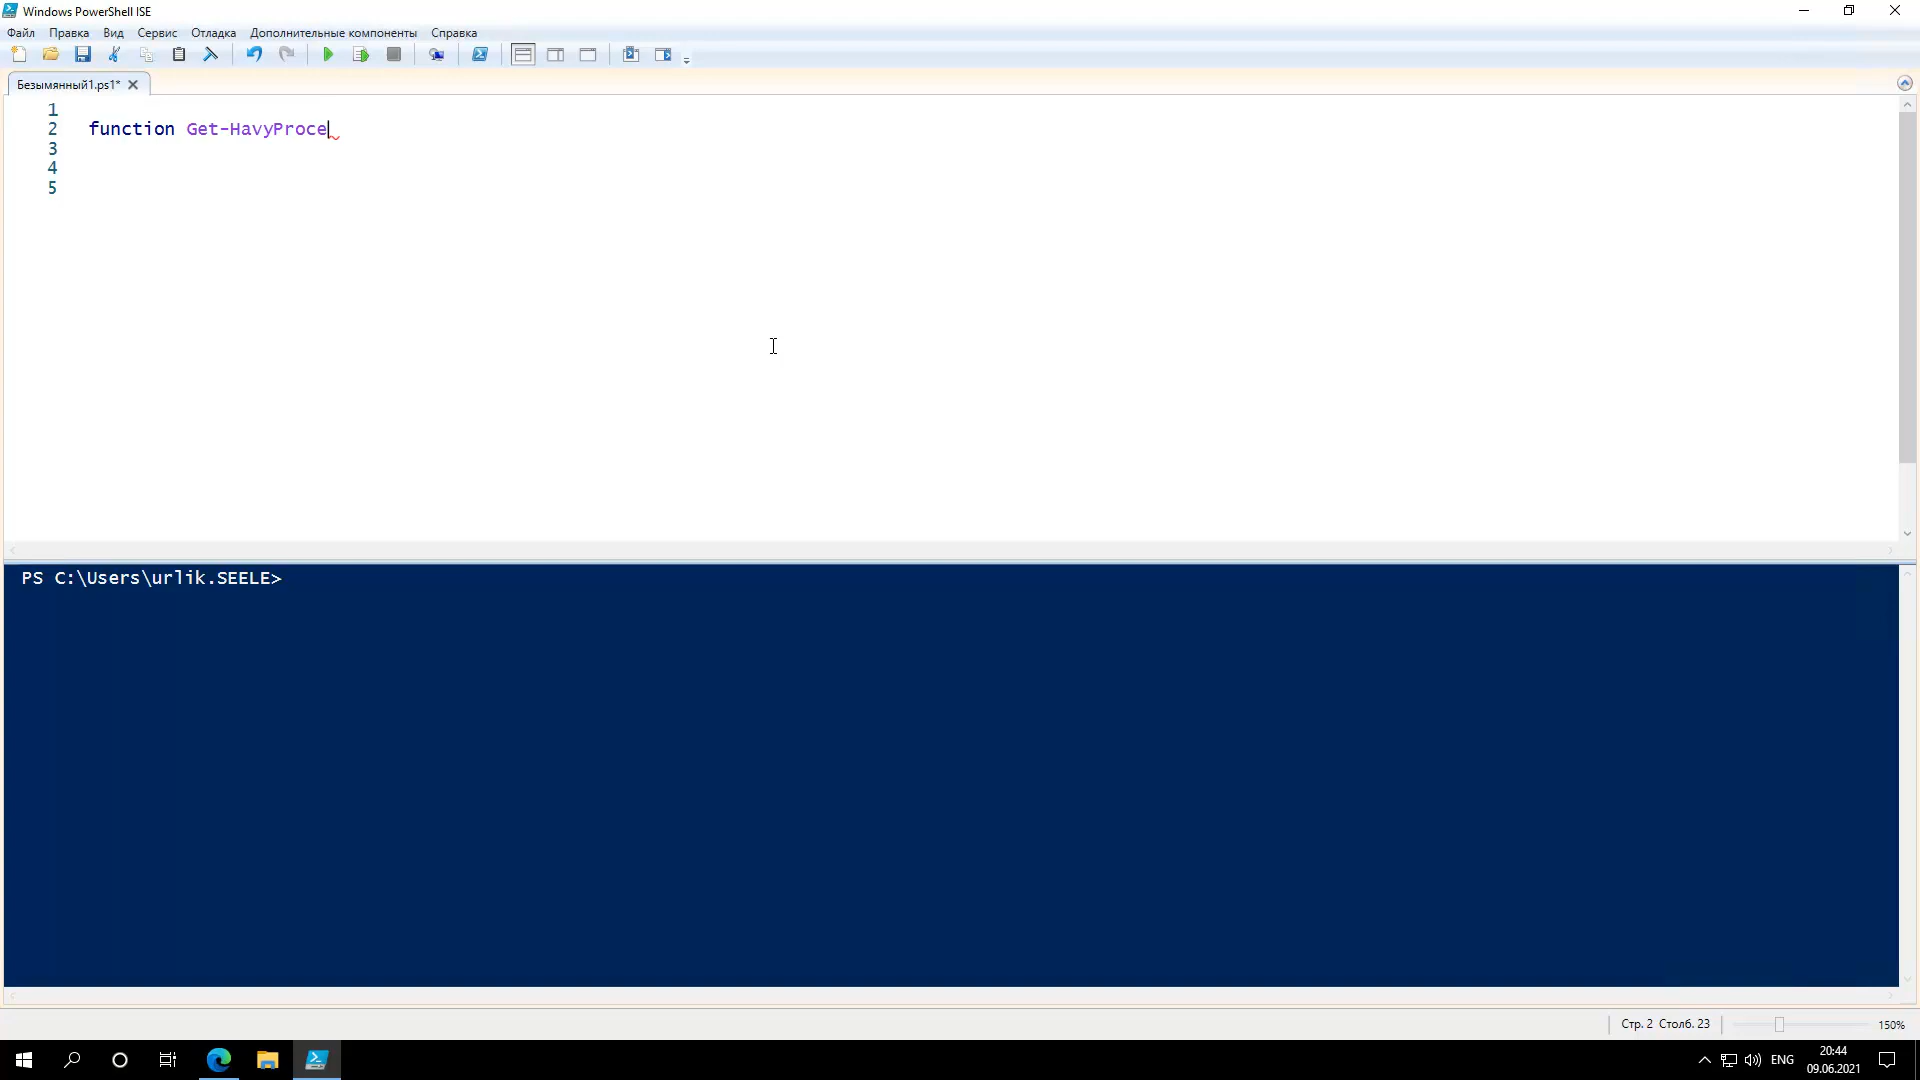 Windows PowerShell ISE
Файл Правка Вид Сервис Отладка Дополнительные компоненты Справка
Безымянный1.ps1*
1
2 function Get-HavyProce
3
4
5
PS C:\Users\urlik.SEELE>
Стр. 2 Столб. 23 150%
ENG 20:44
09.06.2021